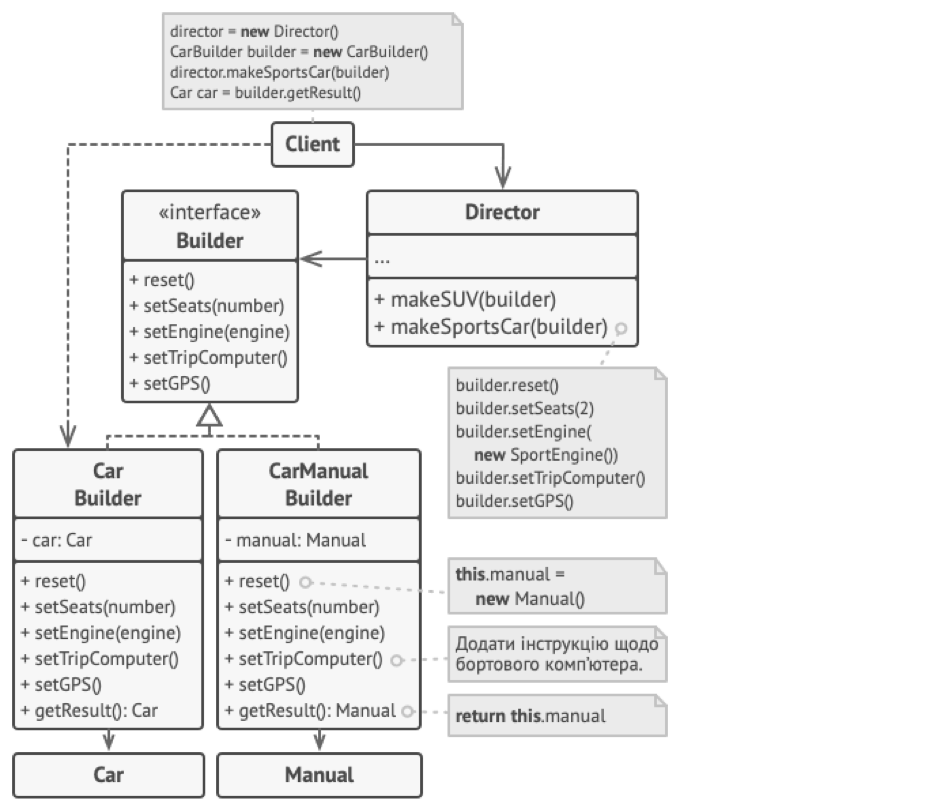 director = new Director()
CarBuilder builder = new CarBuilder()
director.makeSportsCar(builder)
Car car = builder.getResult()
Client
«interface»
Builder
+ reset()
+ setSeats(number)
+ setEngine(engine)
+ setTripComputer()
+ setGPS()
Director
...
+ makeSUV(builder)
+ makeSportsCar(builder)
builder.reset()
builder.setSeats(2)
builder.setEngine(
new SportEngine())
builder.setTripComputer()
builder.setGPS()
Car
Builder
- car: Car
+ reset()
+ setSeats(number)
+ setEngine(engine)
+ setTripComputer()
+ setGPS()
+ getResult(): Car
CarManual
Builder
- manual: Manual
+ reset()
+ setSeats(number)
+ setEngine(engine)
+ setTripComputer()
+ setGPS()
+ getResult(): Manual
this.manual =
new Manual()
Додати інструкцію щодо
бортового комп’ютера.
return this.manual
Car
Manual